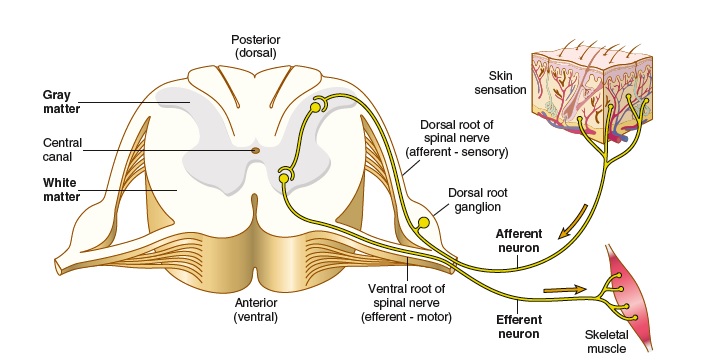 Posterior
(dorsal)
Gray
matter
Central
canal
White
matter
Anterior
(ventral)
Skin
sensation
Dorsal root of
spinal nerve
(afferent - sensory)
Dorsal root
ganglion
Afferent
neuron
Ventral root of
spinal nerve
(efferent - motor)
Efferent
neuron
Skeletal
muscle